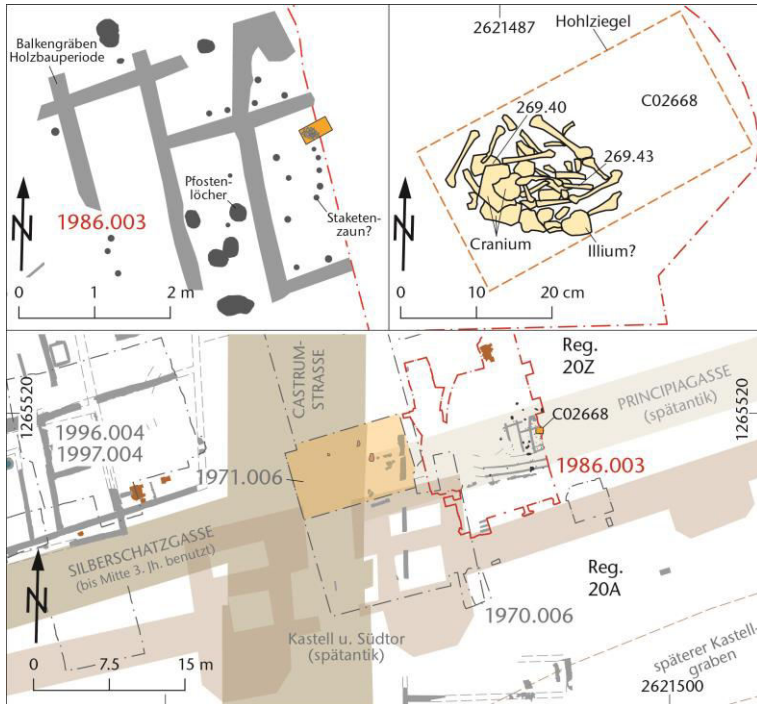 Balkengräben
Holzbauperiode
Pfosten-
löcher
1986.003
Staketen-
zaun?
N
0 1 2 m
2621487
Hohlziegel
C02668
269.40
269.43
Cranium
Illium?
N
0 10 20 cm
1265520
CASTRUM-
STRASSE
Reg.
20Z
PRINCIPIAGASSE
(spätantik)
1265520
C02668
1996.004
1997.004
1971.006
1986.003
SILBERSCHATZGASSE
(bis Mitte 3. Jh. benutzt)
Reg.
20A
1970.006
N
Kastell u. Südtor
(spätantik)
0 7.5 15 m
späterer Kastell-
graben
2621500